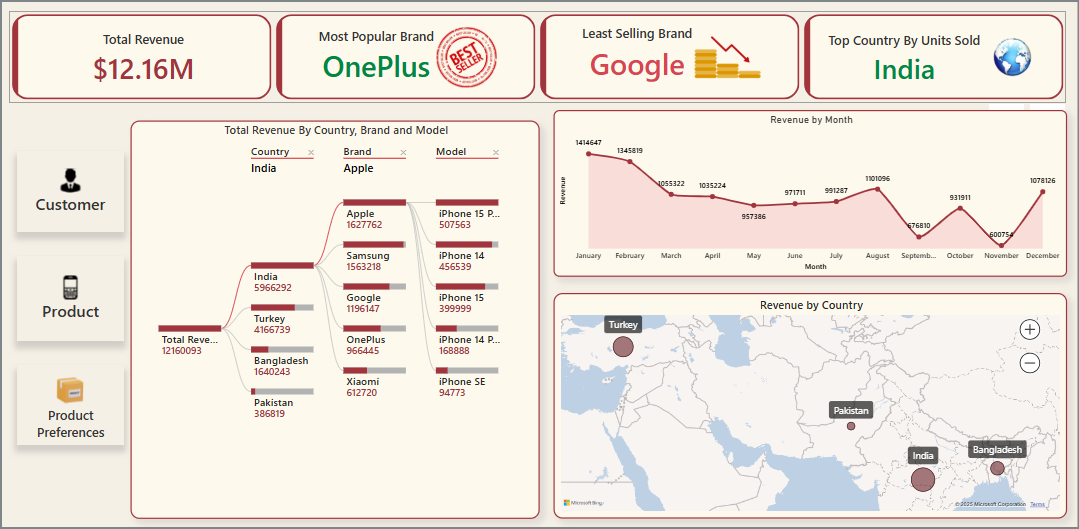 Total Revenue
$12.16M
Most Popular Brand
OnePlus
BEST
SELLER
Least Selling Brand
Google
Top Country By Units Sold
India
Customer
Product
Product
Preferences
Total Revenue By Country, Brand and Model
Country ×
Brand ×
Model ×
India
Apple
Total Reve...
12160093
India
5966292
Turkey
4166739
Bangladesh
1640243
Pakistan
386819
Apple
1627762
Samsung
1563218
Google
1196147
OnePlus
966445
Xiaomi
612720
iPhone 15 P...
507563
iPhone 14
456539
iPhone 15
399999
iPhone 14 P...
168888
iPhone SE
94773
Revenue by Month
Revenue
1414647
1345819
1055322
1035224
957386
971711
991287
1101096
676810
931911
600754
1078126
January February March April May June July August Septemb... October November December
Month
Revenue by Country
Turkey
Pakistan
India
Bangladesh
Microsoft Bing
© 2025 Microsoft Corporation Terms